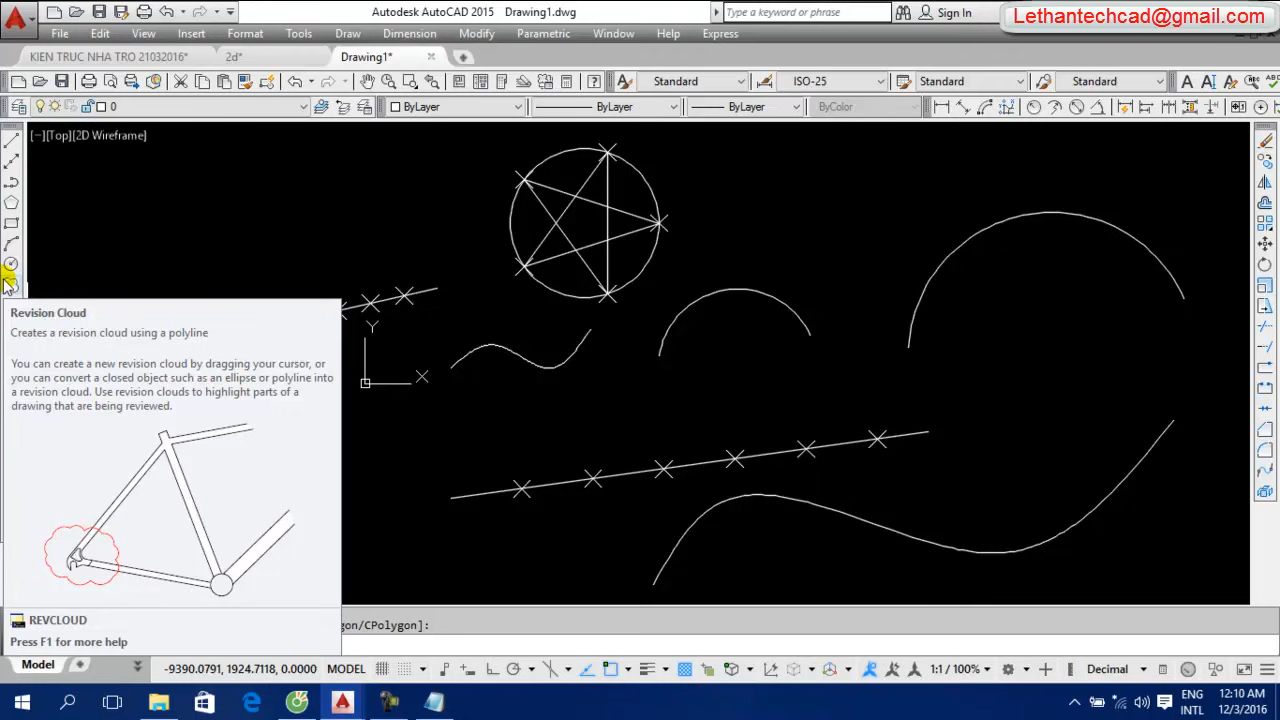 Autodesk AutoCAD 2015 Drawing1.dwg
Type a keyword or phrase
Sign In
Lethantechcad@gmail.com
File Edit View Insert Format Tools Draw Dimension Modify Parametric Window Help Express
KIEN TRUC NHA TRO 21032016* 2d* Drawing1*
Standard ISO-25 Standard Standard
0 ByLayer ByLayer ByLayer ByColor
[−][Top][2D Wireframe]
Y
X
Revision Cloud
Creates a revision cloud using a polyline
You can create a new revision cloud by dragging your cursor, or
you can convert a closed object such as an ellipse or polyline into
a revision cloud. Use revision clouds to highlight parts of a
drawing that are being reviewed.
REVCLOUD
Press F1 for more help
gon/CPolygon]:
Model
-9390.0791, 1924.7118, 0.0000 MODEL 1:1 / 100% Decimal
ENG
INTL
12:10 AM
12/3/2016